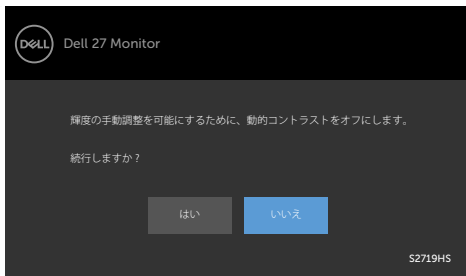 DELL Dell 27 Monitor
輝度の手動調整を可能にするために、動的コントラストをオフにします。
続行しますか?
はい いいえ
S2719HS